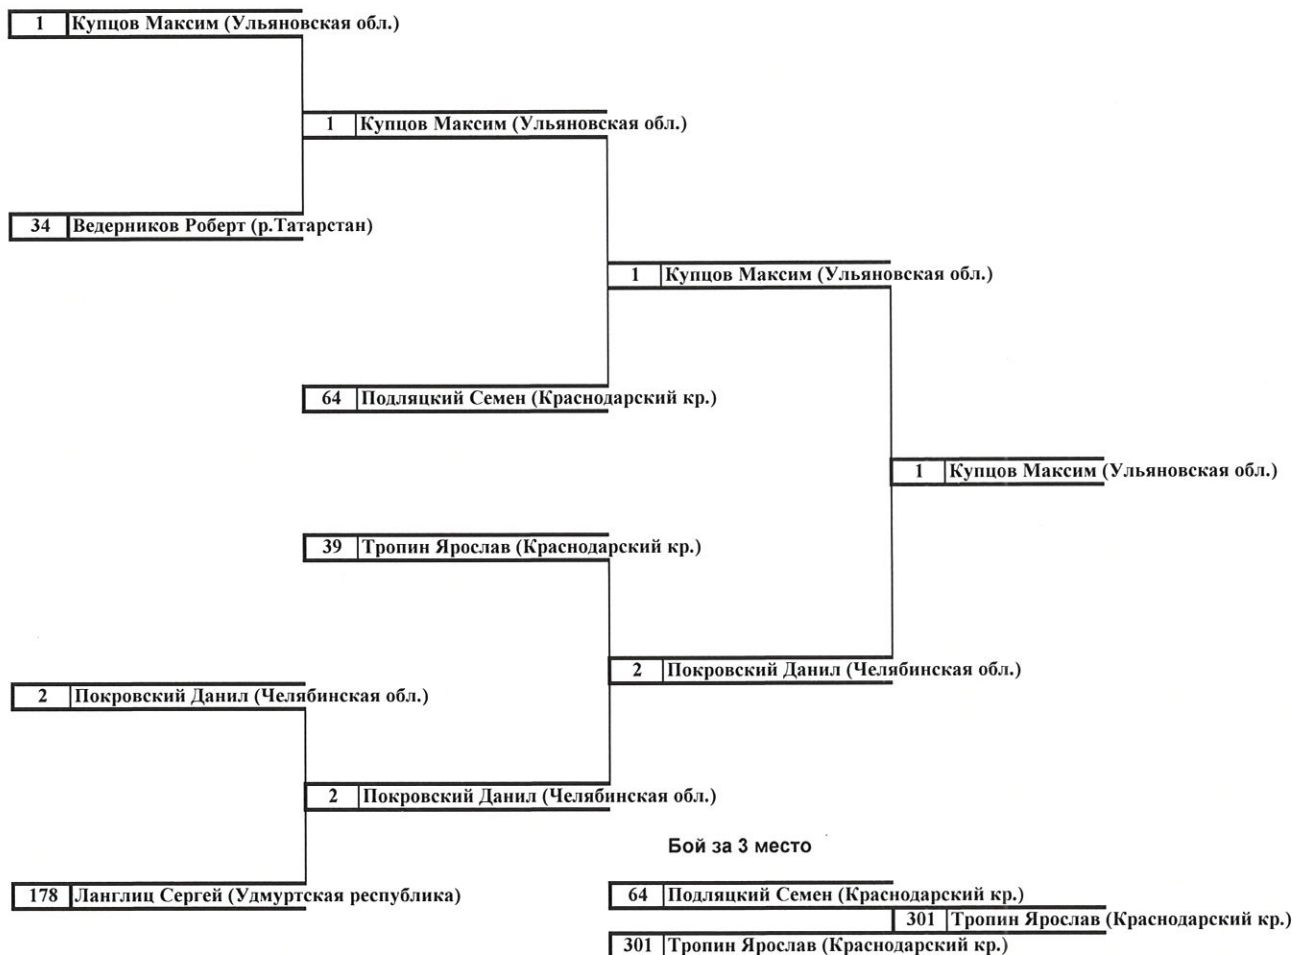 1 Купцов Максим (Ульяновская обл.)
1 Купцов Максим (Ульяновская обл.)
34 Ведерников Роберт (р.Татарстан)
1 Купцов Максим (Ульяновская обл.)
64 Подляцкий Семен (Краснодарский кр.)
1 Купцов Максим (Ульяновская обл.)
39 Тропин Ярослав (Краснодарский кр.)
2 Покровский Данил (Челябинская обл.)
2 Покровский Данил (Челябинская обл.)
2 Покровский Данил (Челябинская обл.)
Бой за 3 место
178 Ланглиц Сергей (Удмуртская республика)
64 Подляцкий Семен (Краснодарский кр.)
301 Тропин Ярослав (Краснодарский кр.)
301 Тропин Ярослав (Краснодарский кр.)